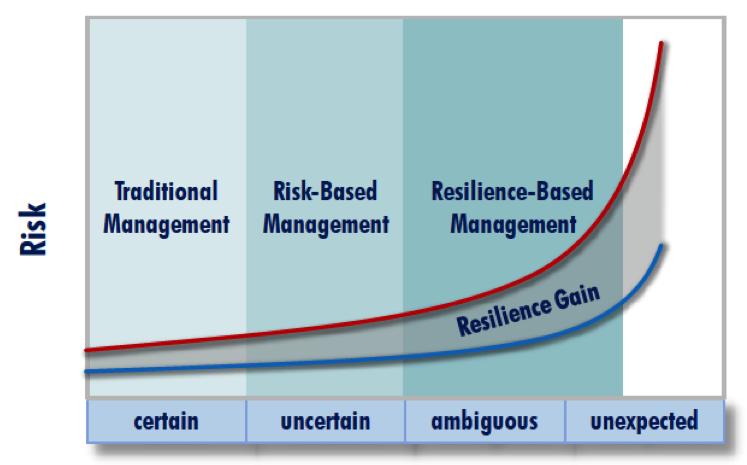 Risk
Traditional
Management
Risk-Based
Management
Resilience-Based
Management
Resilience Gain
certain
uncertain
ambiguous
unexpected